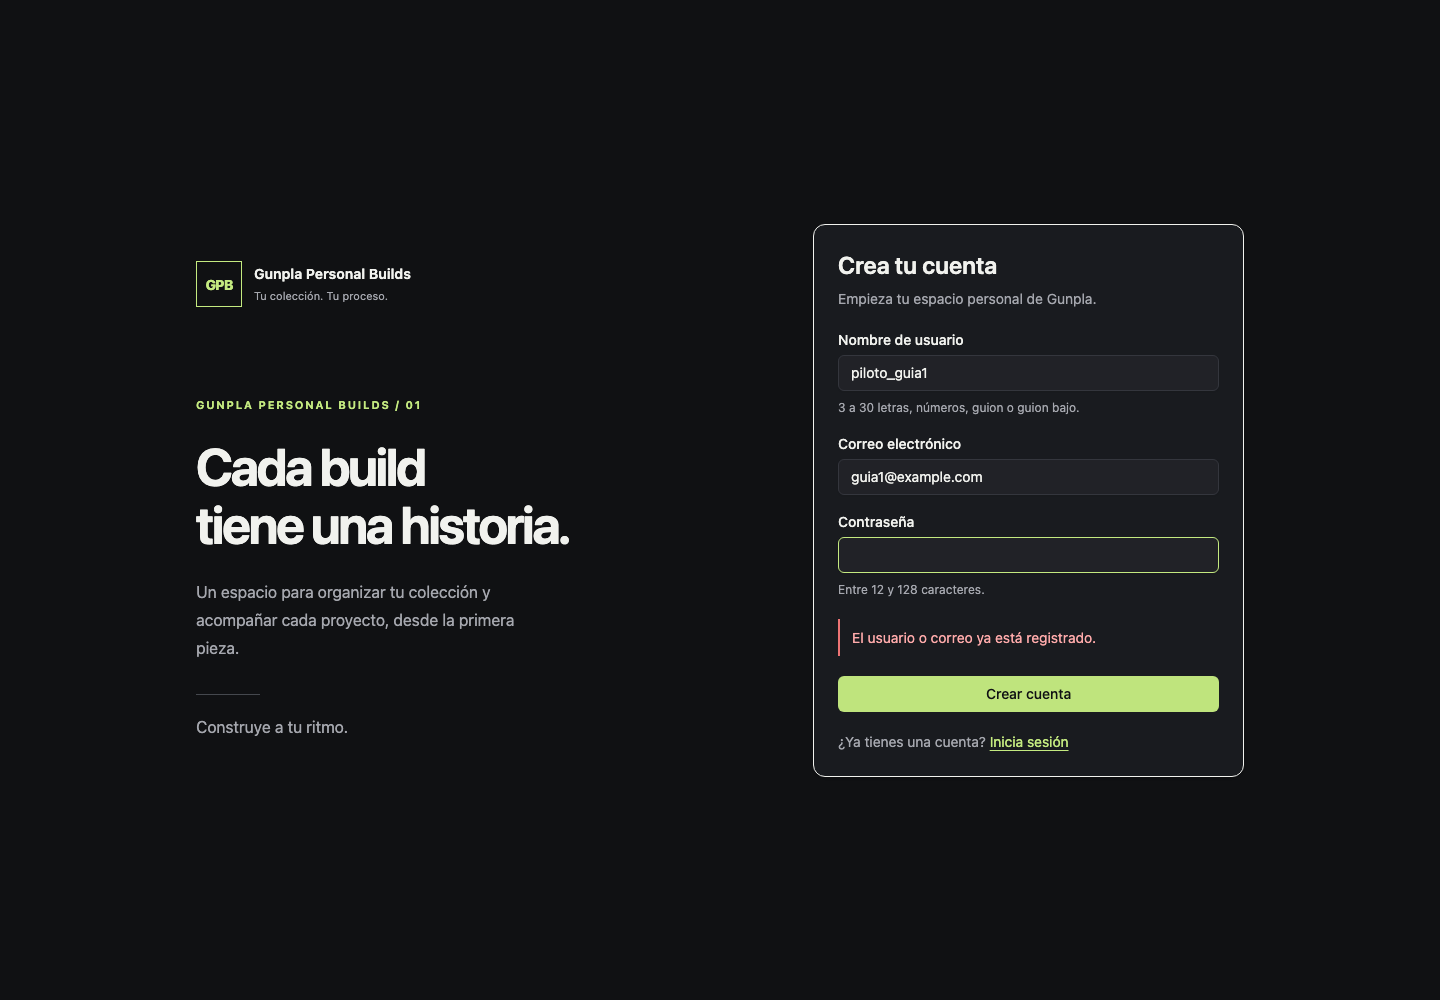 GPB
Gunpla Personal Builds
Tu colección. Tu proceso.
GUNPLA PERSONAL BUILDS / 01
Cada build
tiene una historia.
Un espacio para organizar tu colección y
acompañar cada proyecto, desde la primera
pieza.
Construye a tu ritmo.
Crea tu cuenta
Empieza tu espacio personal de Gunpla.
Nombre de usuario
piloto_guia1
3 a 30 letras, números, guion o guion bajo.
Correo electrónico
guia1@example.com
Contraseña
Entre 12 y 128 caracteres.
El usuario o correo ya está registrado.
Crear cuenta
¿Ya tienes una cuenta? Inicia sesión